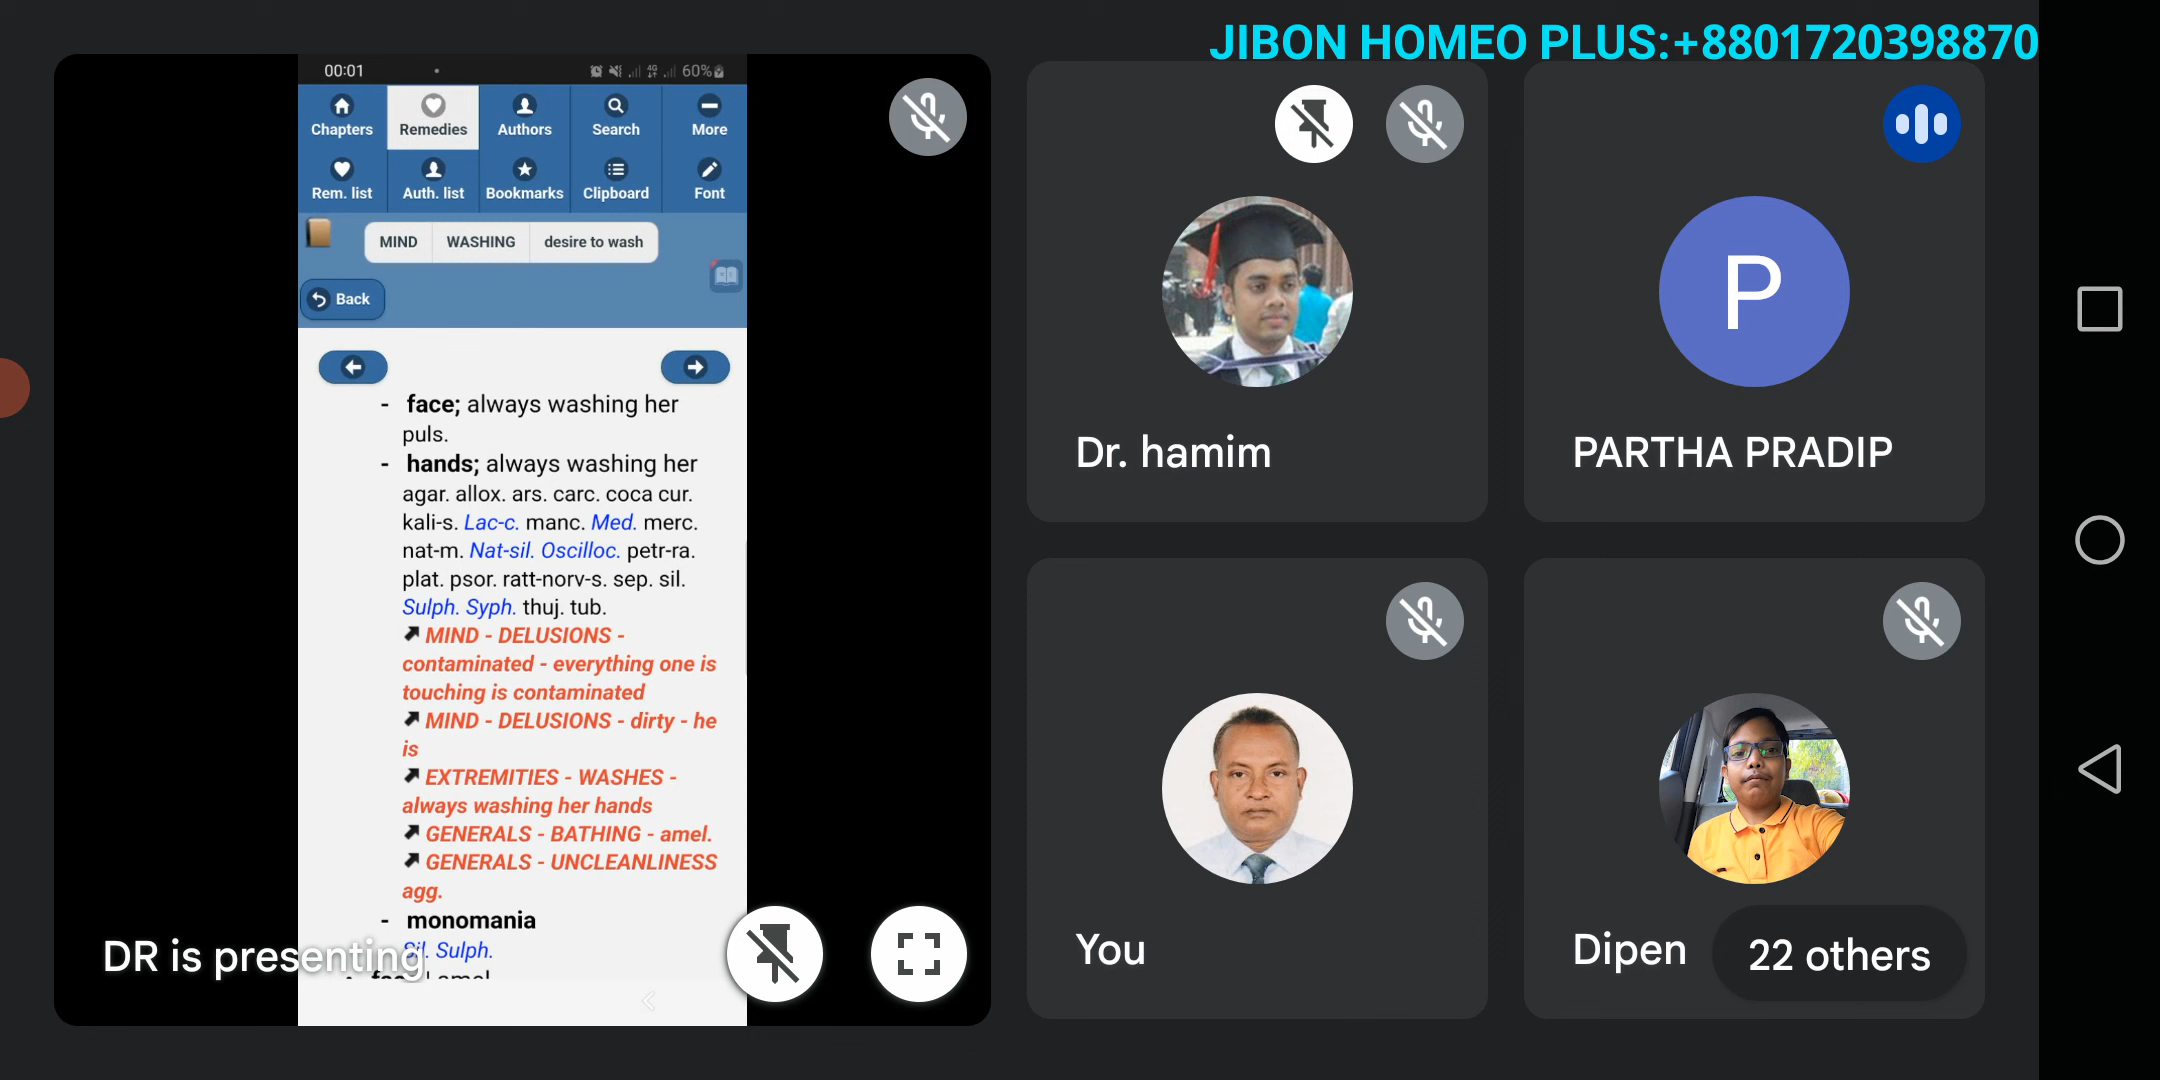 JIBON HOMEO PLUS:+8801720398870
00:01
4G
60%
Chapters Remedies Authors Search More
Rem. list Auth. list Bookmarks Clipboard Font
MIND WASHING desire to wash
Back
- face; always washing her
puls.
- hands; always washing her
agar. allox. ars. carc. coca cur.
kali-s. Lac-c. manc. Med. merc.
nat-m. Nat-sil. Oscilloc. petr-ra.
plat. psor. ratt-norv-s. sep. sil.
Sulph. Syph. thuj. tub.
MIND - DELUSIONS -
contaminated - everything one is
touching is contaminated
MIND - DELUSIONS - dirty - he
is
EXTREMITIES - WASHES -
always washing her hands
GENERALS - BATHING - amel.
GENERALS - UNCLEANLINESS
agg.
- monomania
Sil. Sulph.
DR is presenting
Dr. hamim
P
PARTHA PRADIP
You
Dipen
22 others